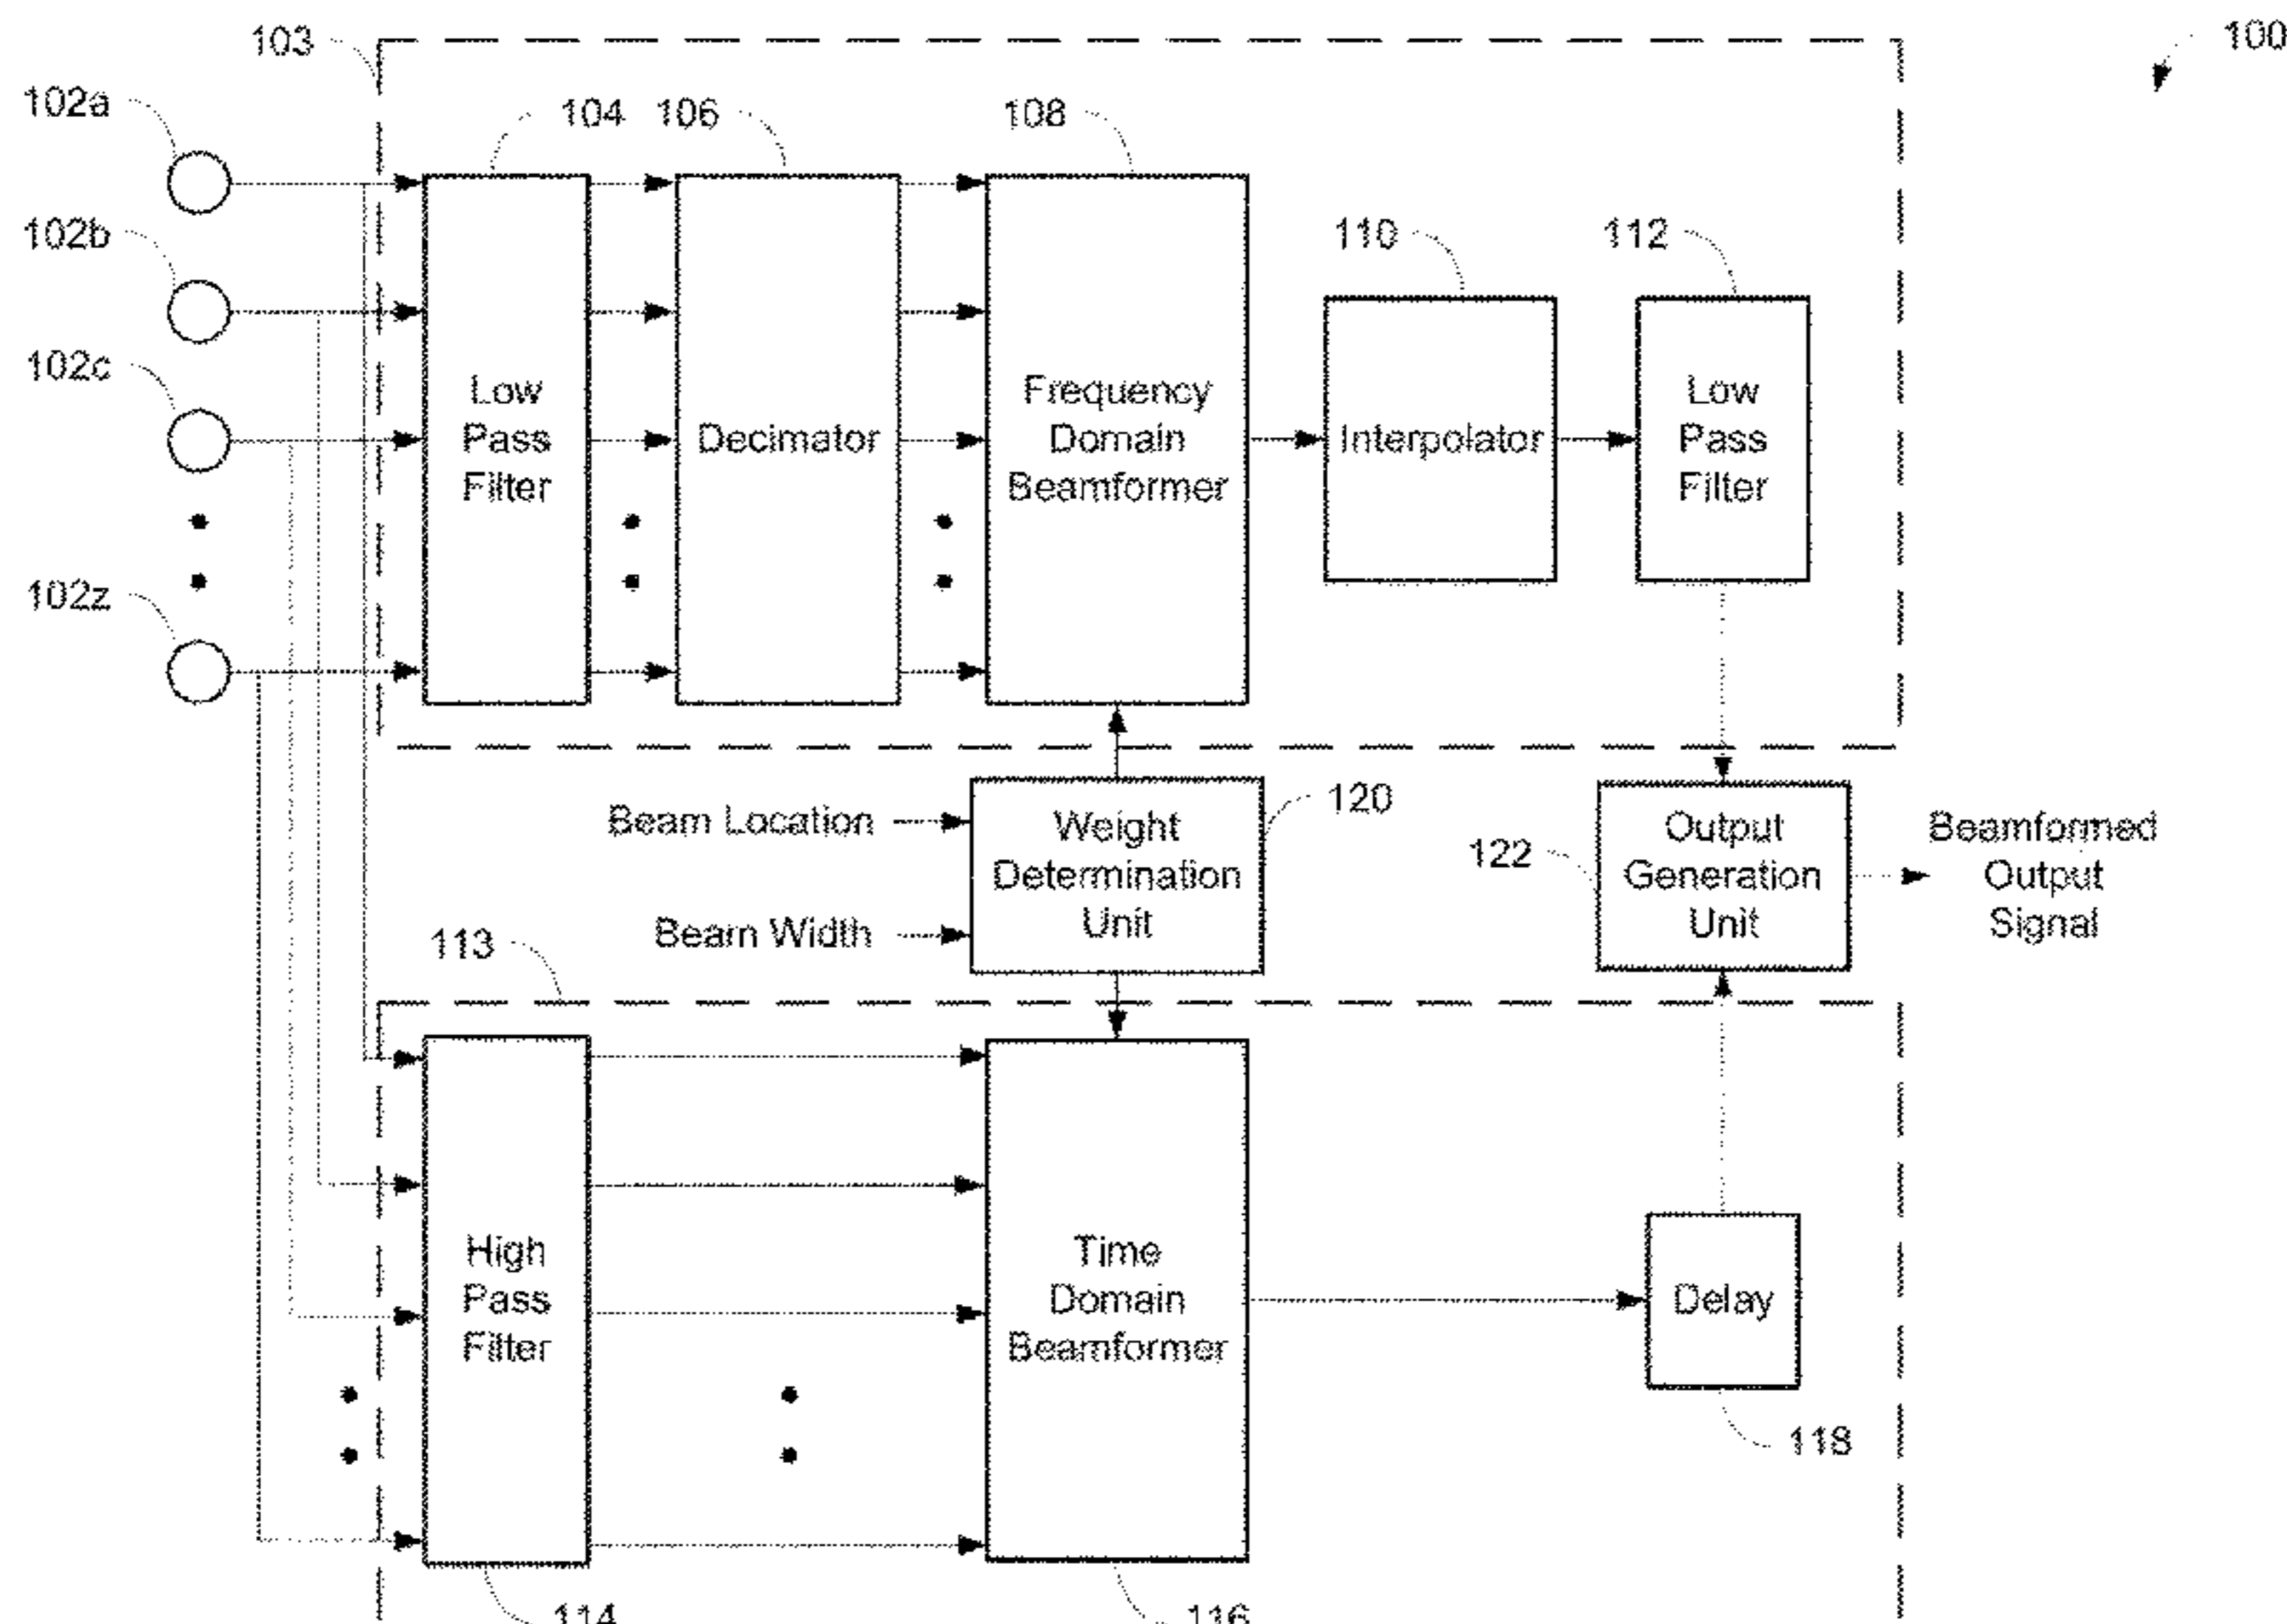 100
103
102a
104 106 108
102b
110 112
102c
Low
Pass
Filter
Decimator
Frequency
Domain
Beamformer
Interpolator
Low
Pass
Filter
102z
Beam Location
Beam Width
Weight
Determination
Unit
120
122
Output
Generation
Unit
Beamformed
Output
Signal
113
High
Pass
Filter
Time
Domain
Beamformer
Delay
118
114
116